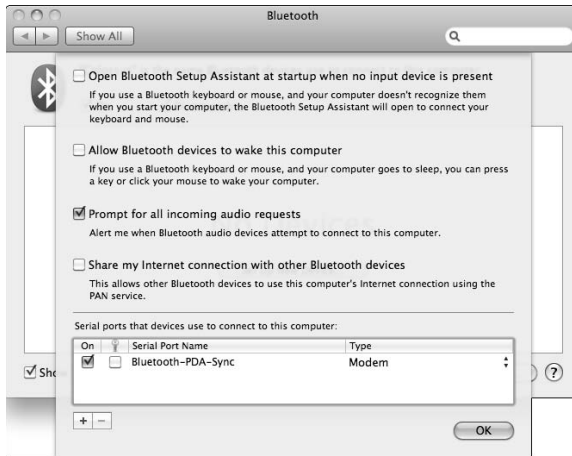 Bluetooth
Show All
Open Bluetooth Setup Assistant at startup when no input device is present
If you use a Bluetooth keyboard or mouse, and your computer doesn't recognize them
when you start your computer, the Bluetooth Setup Assistant will open to connect your
keyboard and mouse.
Allow Bluetooth devices to wake this computer
If you use a Bluetooth keyboard or mouse, and your computer goes to sleep, you can press
a key or click your mouse to wake your computer.
Prompt for all incoming audio requests
Alert me when Bluetooth audio devices attempt to connect to this computer.
Share my Internet connection with other Bluetooth devices
This allows other Bluetooth devices to use this computer's Internet connection using the
PAN service.
Serial ports that devices use to connect to this computer:
On Serial Port Name Type
Bluetooth-PDA-Sync Modem
Sho
?
+ −
OK